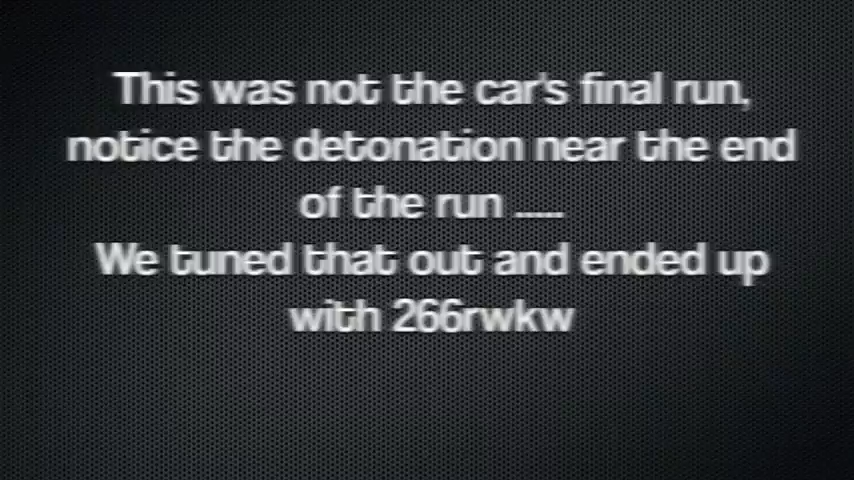 This was not the car's final run,
notice the detonation near the end
of the run .....
We tuned that out and ended up
with 266rwkw